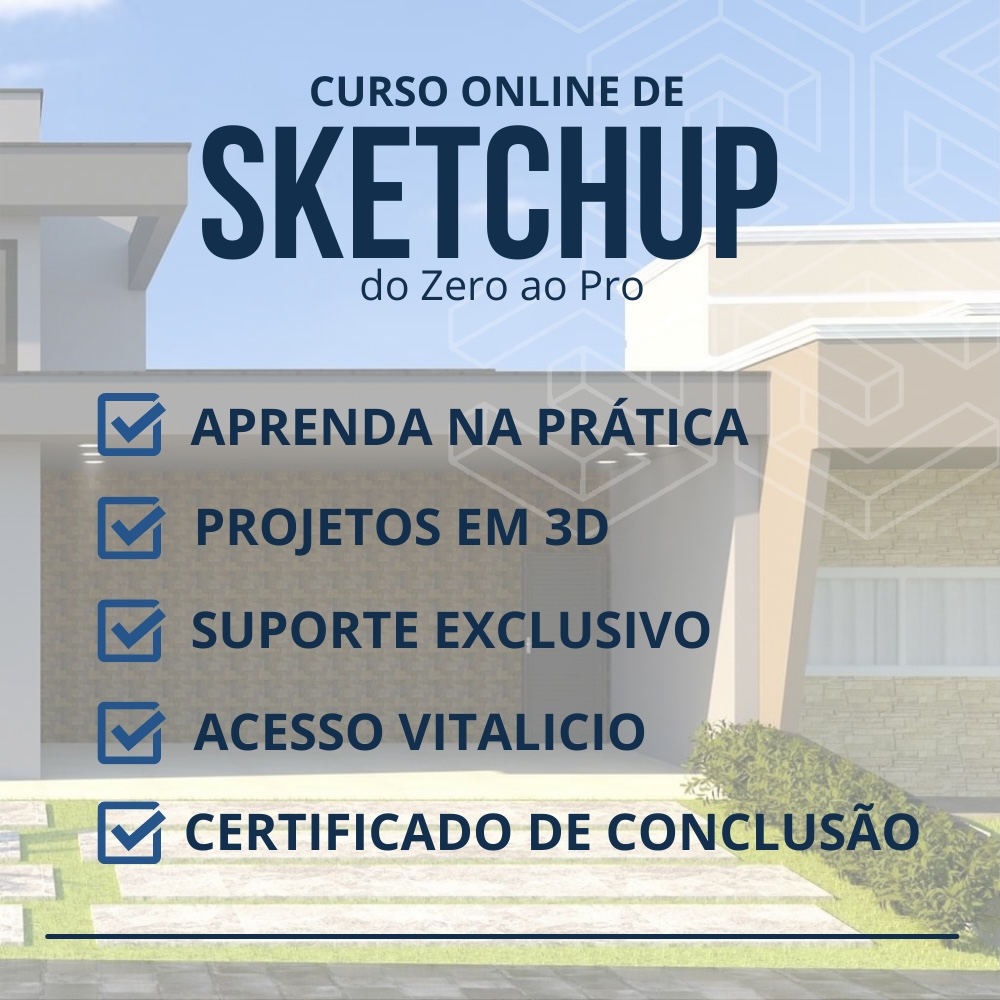 CURSO ONLINE DE
SKETCHUP
do Zero ao Pro
APRENDA NA PRÁTICA
PROJETOS EM 3D
SUPORTE EXCLUSIVO
ACESSO VITALICIO
CERTIFICADO DE CONCLUSÃO